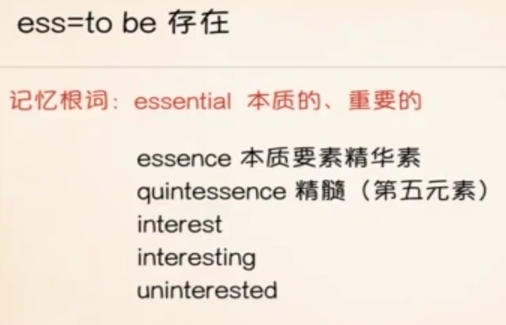 ess=to be 存在
记忆根词：essential 本质的、重要的
essence 本质要素精华素
quintessence 精髓（第五元素）
interest
interesting
uninterested